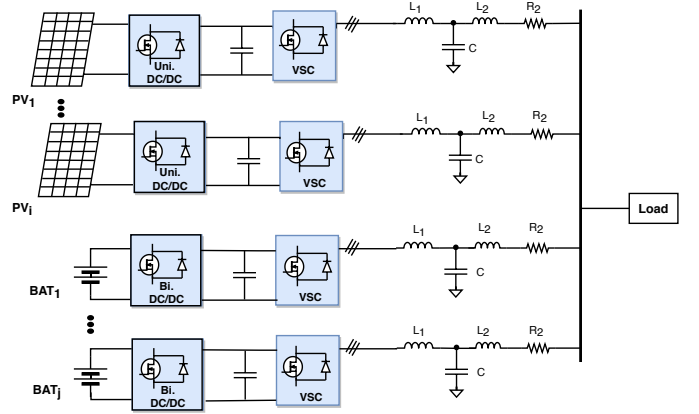 L1 L2 R2
C
Uni.
DC/DC
VSC
PV1
L1 L2 R2
C
Uni.
DC/DC
VSC
PVi
Load
L1 L2 R2
C
Bi.
DC/DC
VSC
BAT1
L1 L2 R2
C
Bi.
DC/DC
VSC
BATj